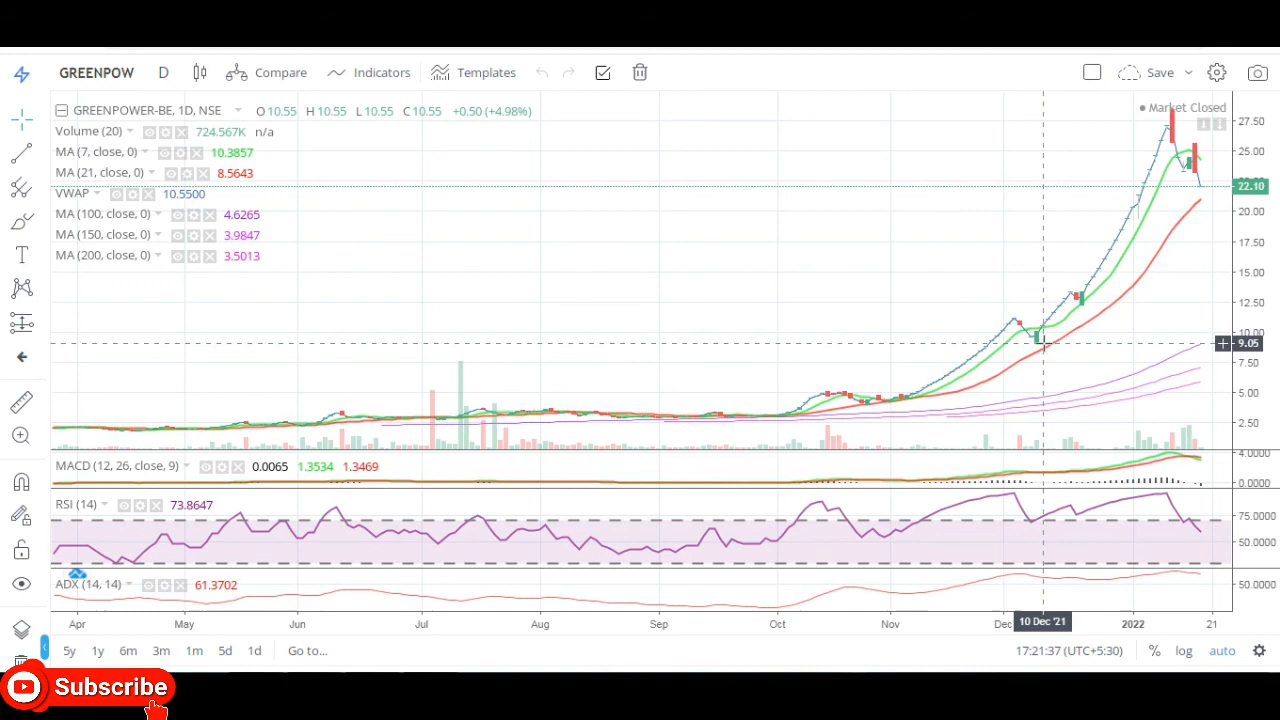 GREENPOW D Compare Indicators Templates Save
GREENPOWER-BE, 1D, NSE O 10.55 H 10.55 L 10.55 C 10.55 +0.50 (+4.98%)
Market Closed
Volume (20) 724.567K n/a
MA (7, close, 0) 10.3857
MA (21, close, 0) 8.5643
VWAP 10.5500
MA (100, close, 0) 4.6265
MA (150, close, 0) 3.9847
MA (200, close, 0) 3.5013
27.50
25.00
22.10
20.00
17.50
15.00
12.50
10.00
9.05
7.50
5.00
2.50
MACD (12, 26, close, 9) 0.0065 1.3534 1.3469
4.0000
0.0000
RSI (14) 73.8647
75.0000
50.0000
ADX (14, 14) 61.3702
50.0000
Apr May Jun Jul Aug Sep Oct Nov Dec 10 Dec '21 2022 21
5y 1y 6m 3m 1m 5d 1d Go to... 17:21:37 (UTC+5:30) % log auto
Subscribe